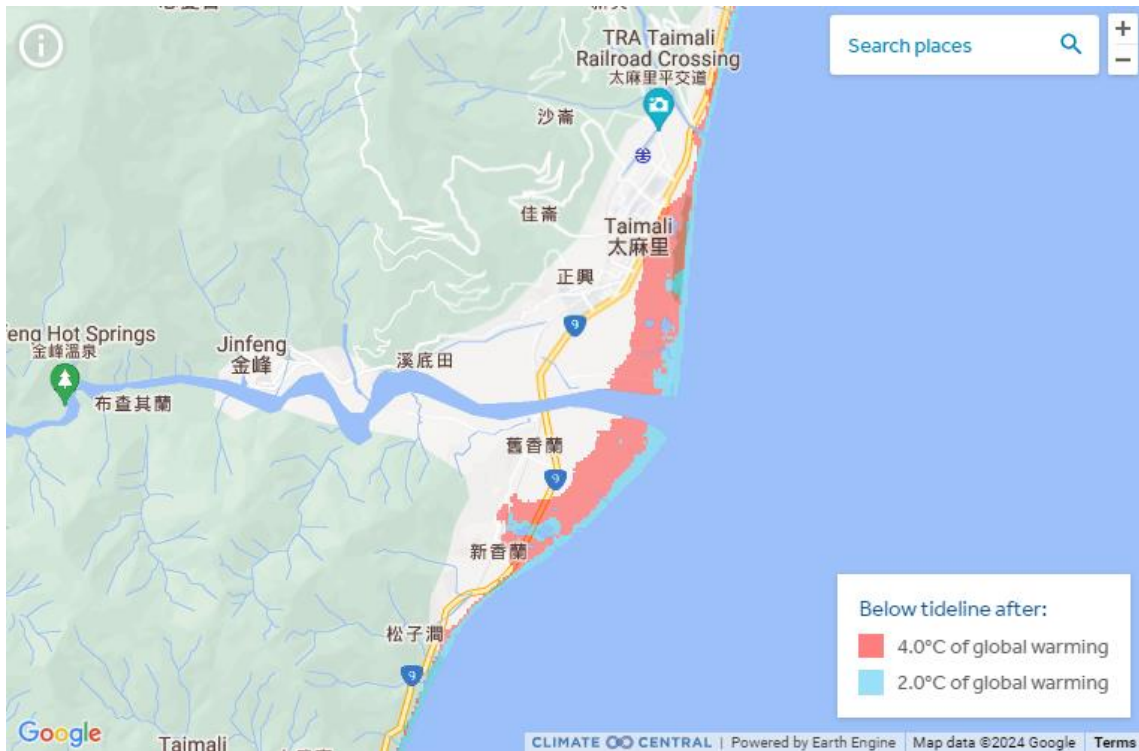 TRA Taimali
Railroad Crossing
太麻里平交道
Search places
+
−
沙崙
佳崙
Taimali
太麻里
正興
9
eng Hot Springs
金峰溫泉
Jinfeng
金峰
溪底田
布查其蘭
舊香蘭
9
新香蘭
松子澗
9
Below tideline after:
4.0°C of global warming
2.0°C of global warming
Google
Taimali
CLIMATE CENTRAL | Powered by Earth Engine
Map data ©2024 Google
Terms